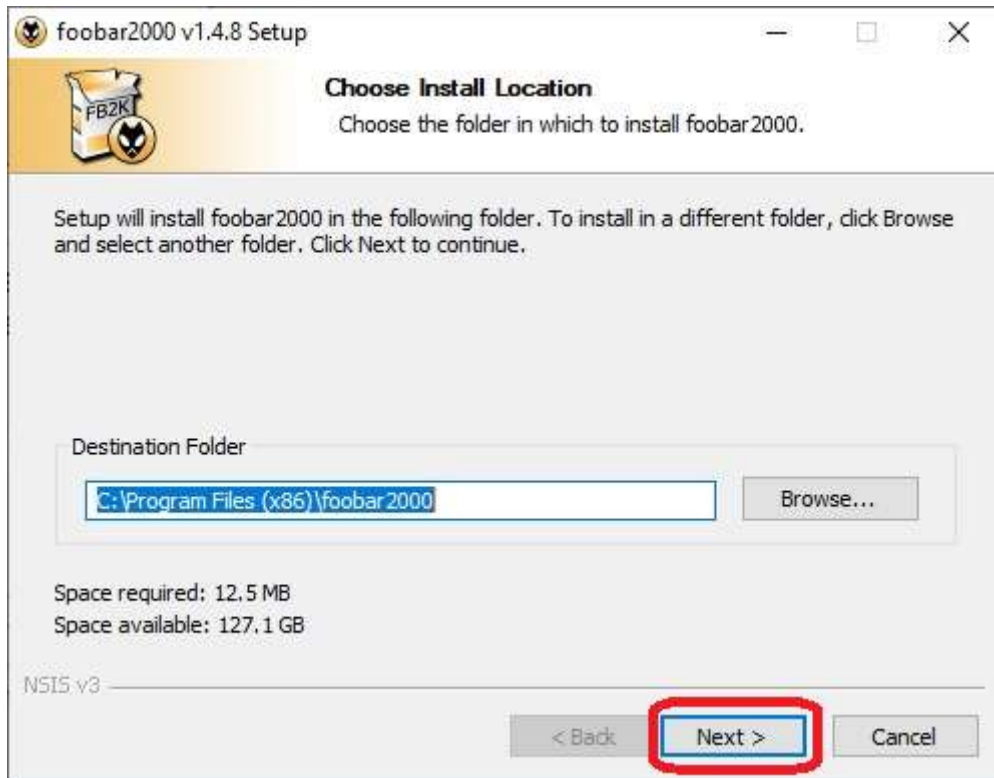 foobar2000 v1.4.8 Setup
FB2K
Choose Install Location
Choose the folder in which to install foobar2000.
Setup will install foobar2000 in the following folder. To install in a different folder, click Browse
and select another folder. Click Next to continue.
Destination Folder
C:\Program Files (x86)\foobar2000
Browse...
Space required: 12.5 MB
Space available: 127.1 GB
NSIS v3
< Back
Next >
Cancel